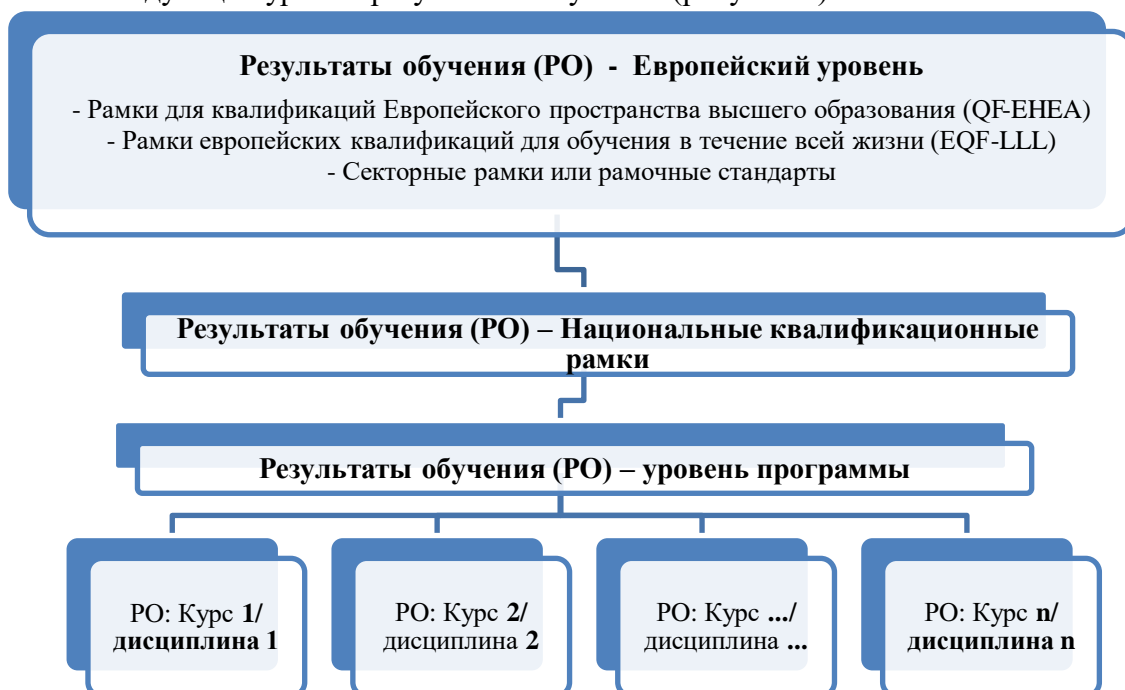 Результаты обучения (РО) - Европейский уровень
- Рамки для квалификаций Европейского пространства высшего образования (QF-EHEA)
- Рамки европейских квалификаций для обучения в течение всей жизни (EQF-LLL)
- Секторные рамки или рамочные стандарты
Результаты обучения (РО) – Национальные квалификационные
рамки
Результаты обучения (РО) – уровень программы
РО: Курс 1/
дисциплина 1
РО: Курс 2/
дисциплина 2
РО: Курс .../
дисциплина ...
РО: Курс n/
дисциплина n